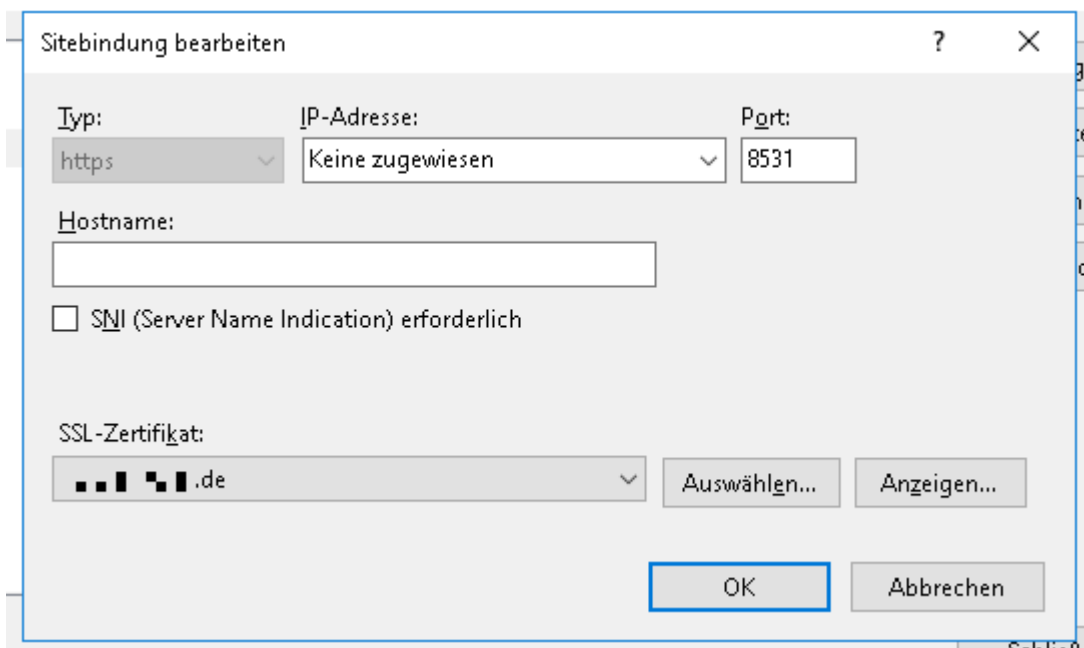 Sitebindung bearbeiten ? ×
Typ: IP-Adresse: Port:
https Keine zugewiesen 8531
Hostname:
SNI (Server Name Indication) erforderlich
SSL-Zertifikat:
.de Auswählen... Anzeigen...
OK Abbrechen